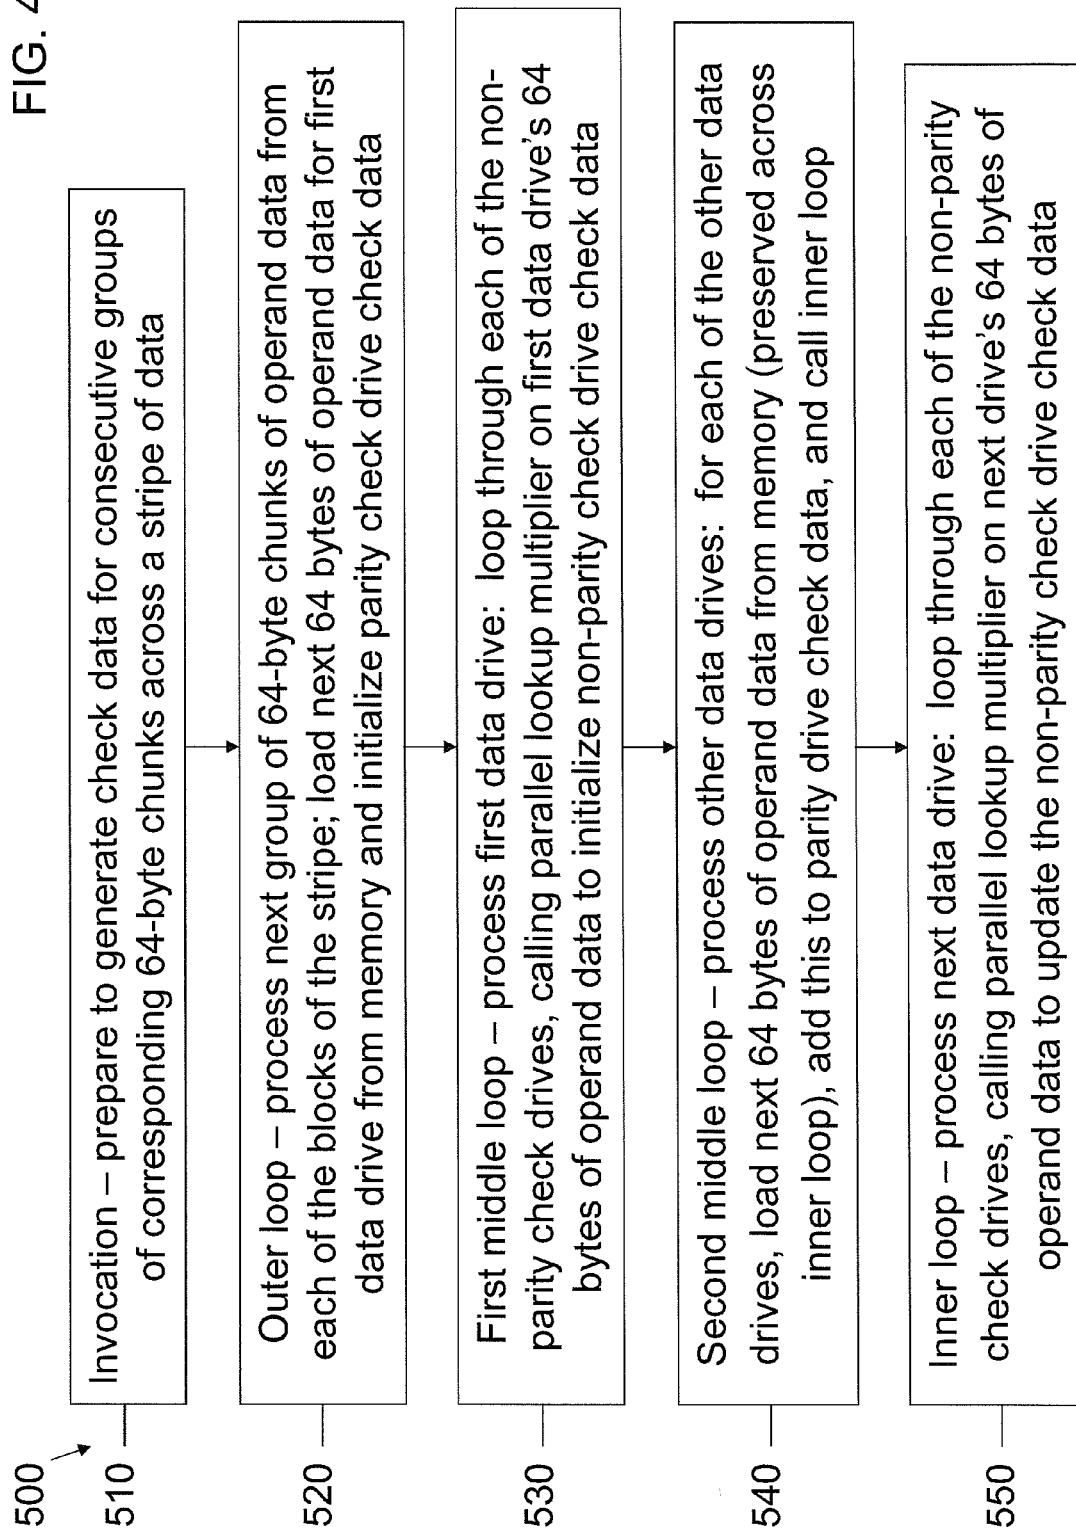 FIG. 4
500
510
Invocation – prepare to generate check data for consecutive groups
of corresponding 64-byte chunks across a stripe of data
520
Outer loop – process next group of 64-byte chunks of operand data from
each of the blocks of the stripe; load next 64 bytes of operand data for first
data drive from memory and initialize parity check drive check data
530
First middle loop – process first data drive: loop through each of the non-
parity check drives, calling parallel lookup multiplier on first data drive's 64
bytes of operand data to initialize non-parity check drive check data
540
Second middle loop – process other data drives: for each of the other data
drives, load next 64 bytes of operand data from memory (preserved across
inner loop), add this to parity drive check data, and call inner loop
550
Inner loop – process next data drive: loop through each of the non-parity
check drives, calling parallel lookup multiplier on next drive's 64 bytes of
operand data to update the non-parity check drive check data